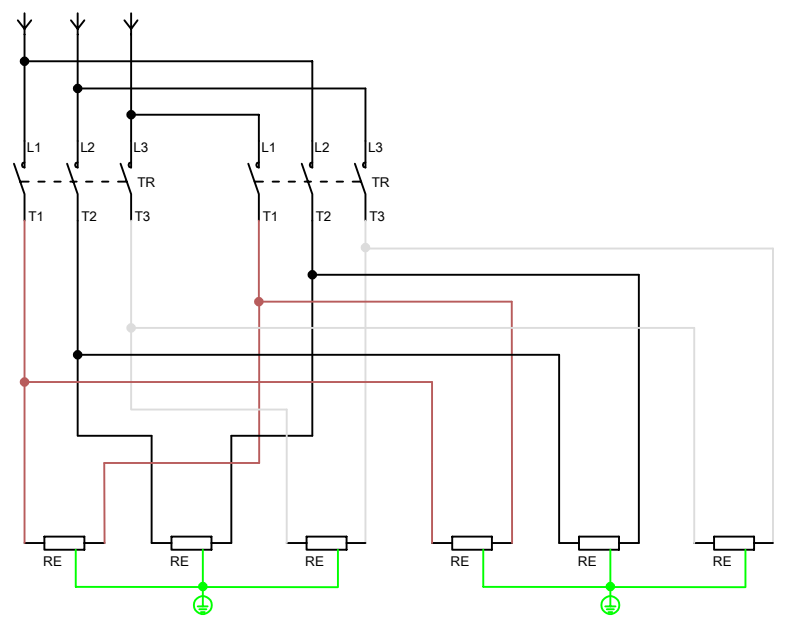 L1 L2 L3 L1 L2 L3
TR TR
T1 T2 T3 T1 T2 T3
RE RE RE RE RE RE